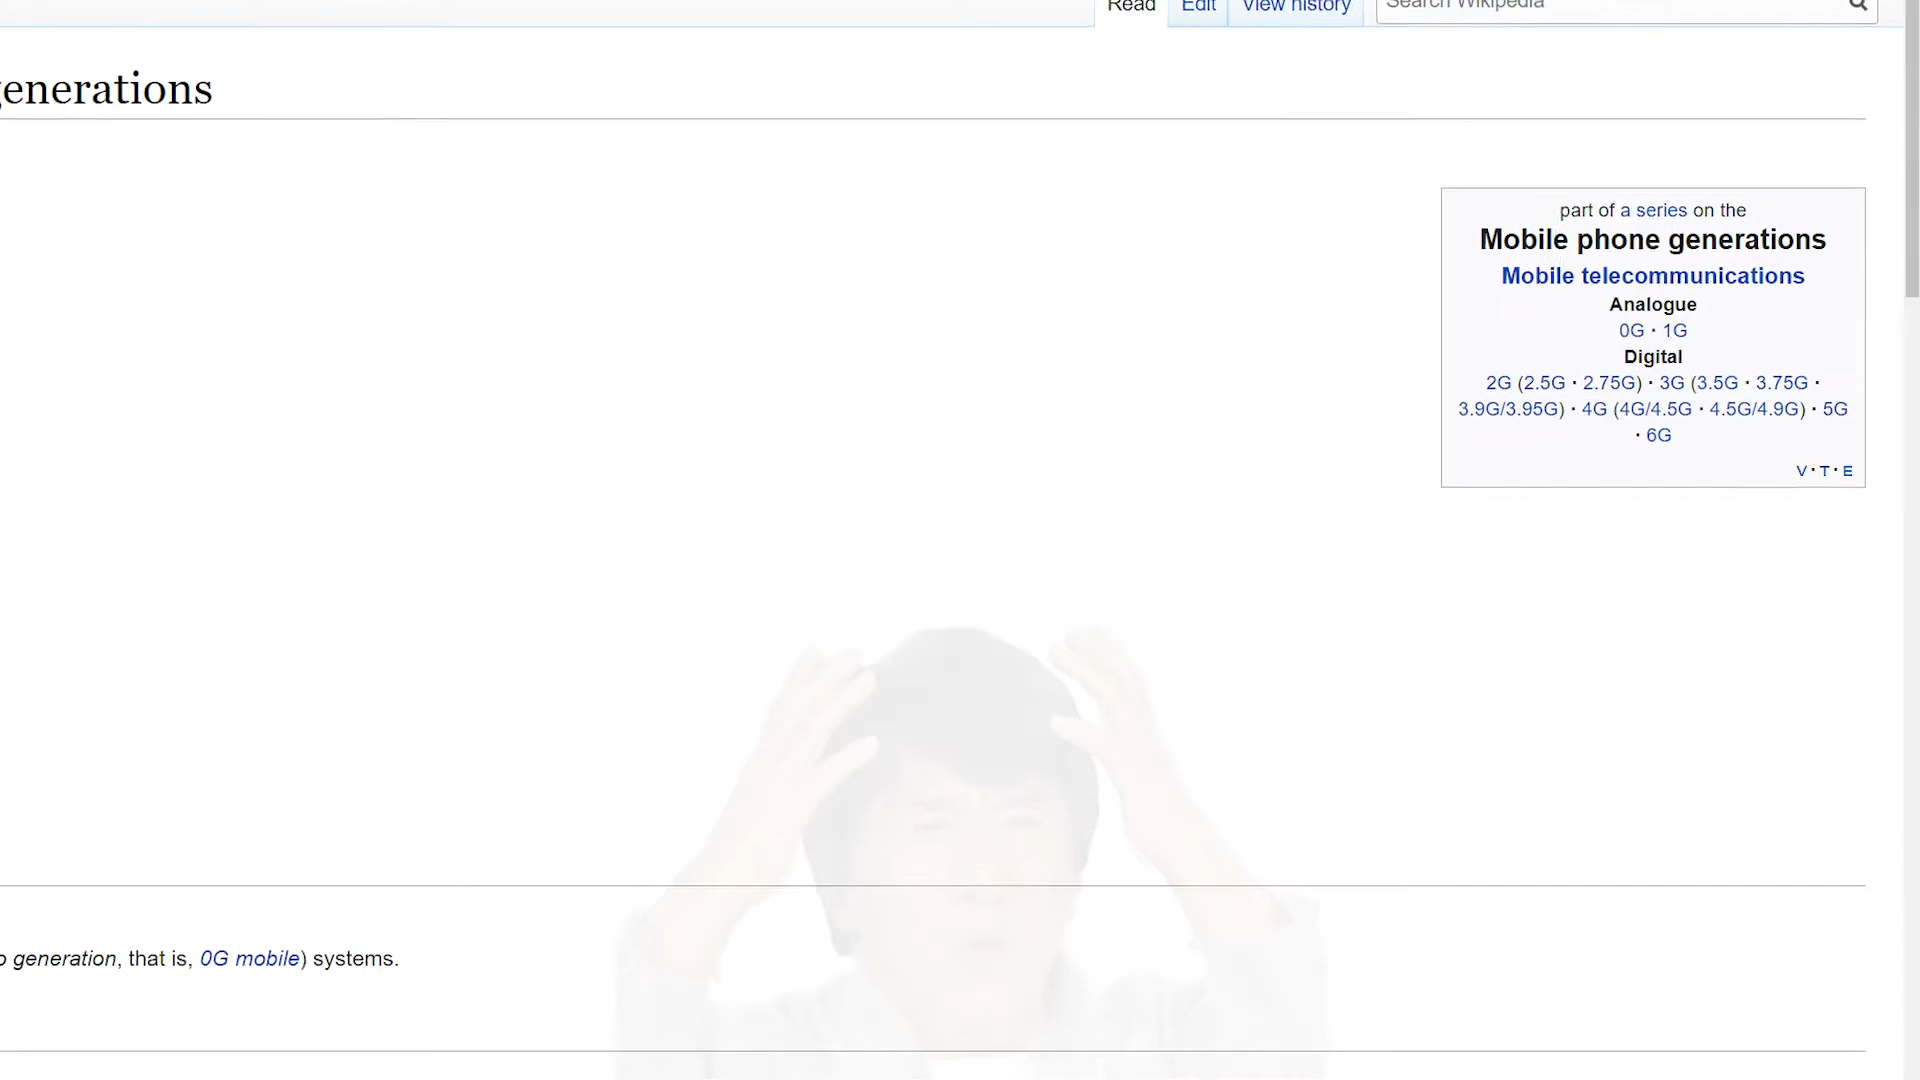 Read Edit View history Search Wikipedia
generations
part of a series on the
Mobile phone generations
Mobile telecommunications
Analogue
0G · 1G
Digital
2G (2.5G · 2.75G) · 3G (3.5G · 3.75G ·
3.9G/3.95G) · 4G (4G/4.5G · 4.5G/4.9G) · 5G
· 6G
V · T · E
o generation, that is, 0G mobile) systems.